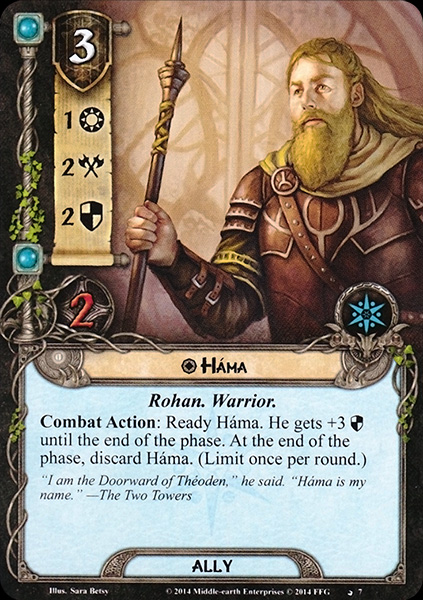 3
1
2
2
2
Háma
Rohan. Warrior.
Combat Action: Ready Háma. He gets +3
until the end of the phase. At the end of the
phase, discard Háma. (Limit once per round.)
“I am the Doorward of Théoden,” he said. “Háma is my
name.” —The Two Towers
ALLY
Illus. Sara Betsy © 2014 Middle-earth Enterprises © 2014 FFG 7